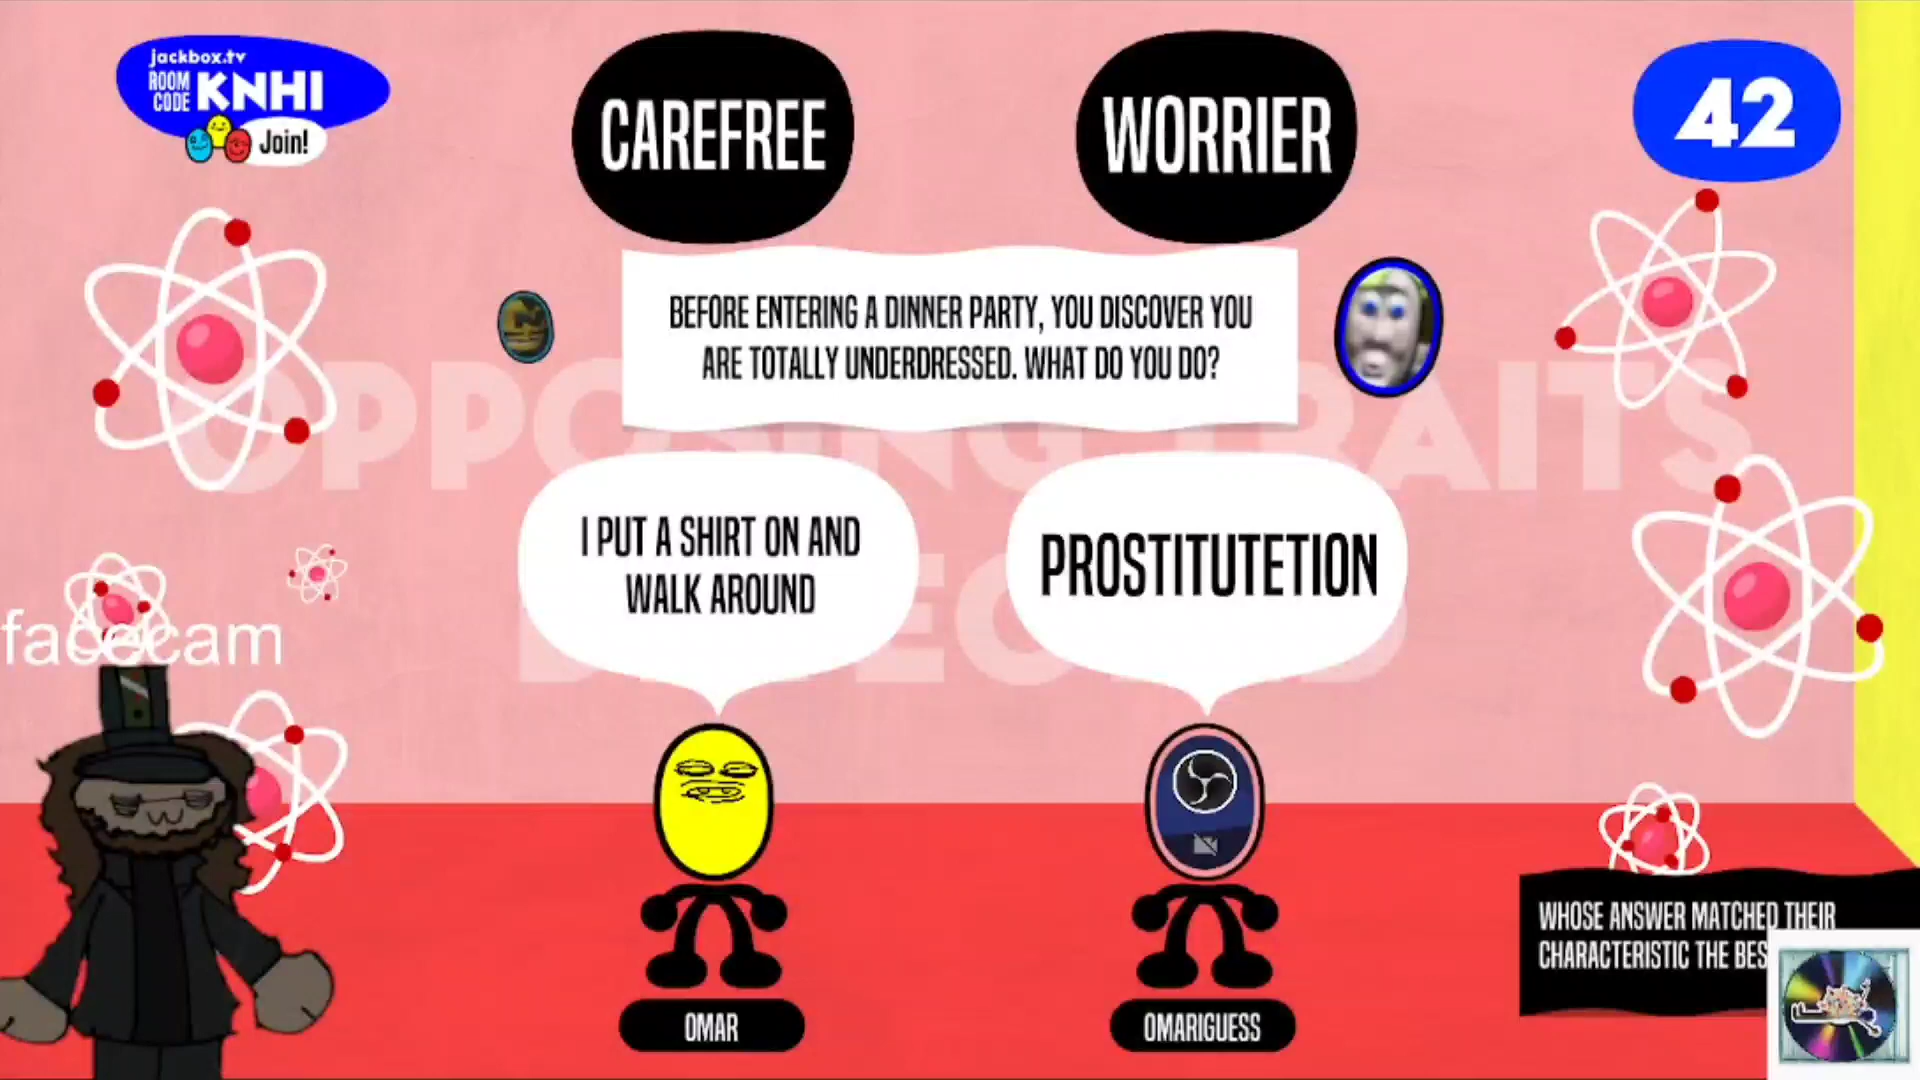 jackbox.tv
ROOM
CODE
KNHI
Join!
CAREFREE
WORRIER
42
BEFORE ENTERING A DINNER PARTY, YOU DISCOVER YOU
ARE TOTALLY UNDERDRESSED. WHAT DO YOU DO?
OPPOSING TRAITS
I PUT A SHIRT ON AND
WALK AROUND
PROSTITUTETION
facecam
WHOSE ANSWER MATCHED THEIR
CHARACTERISTIC THE
OMAR
OMARIGUESS